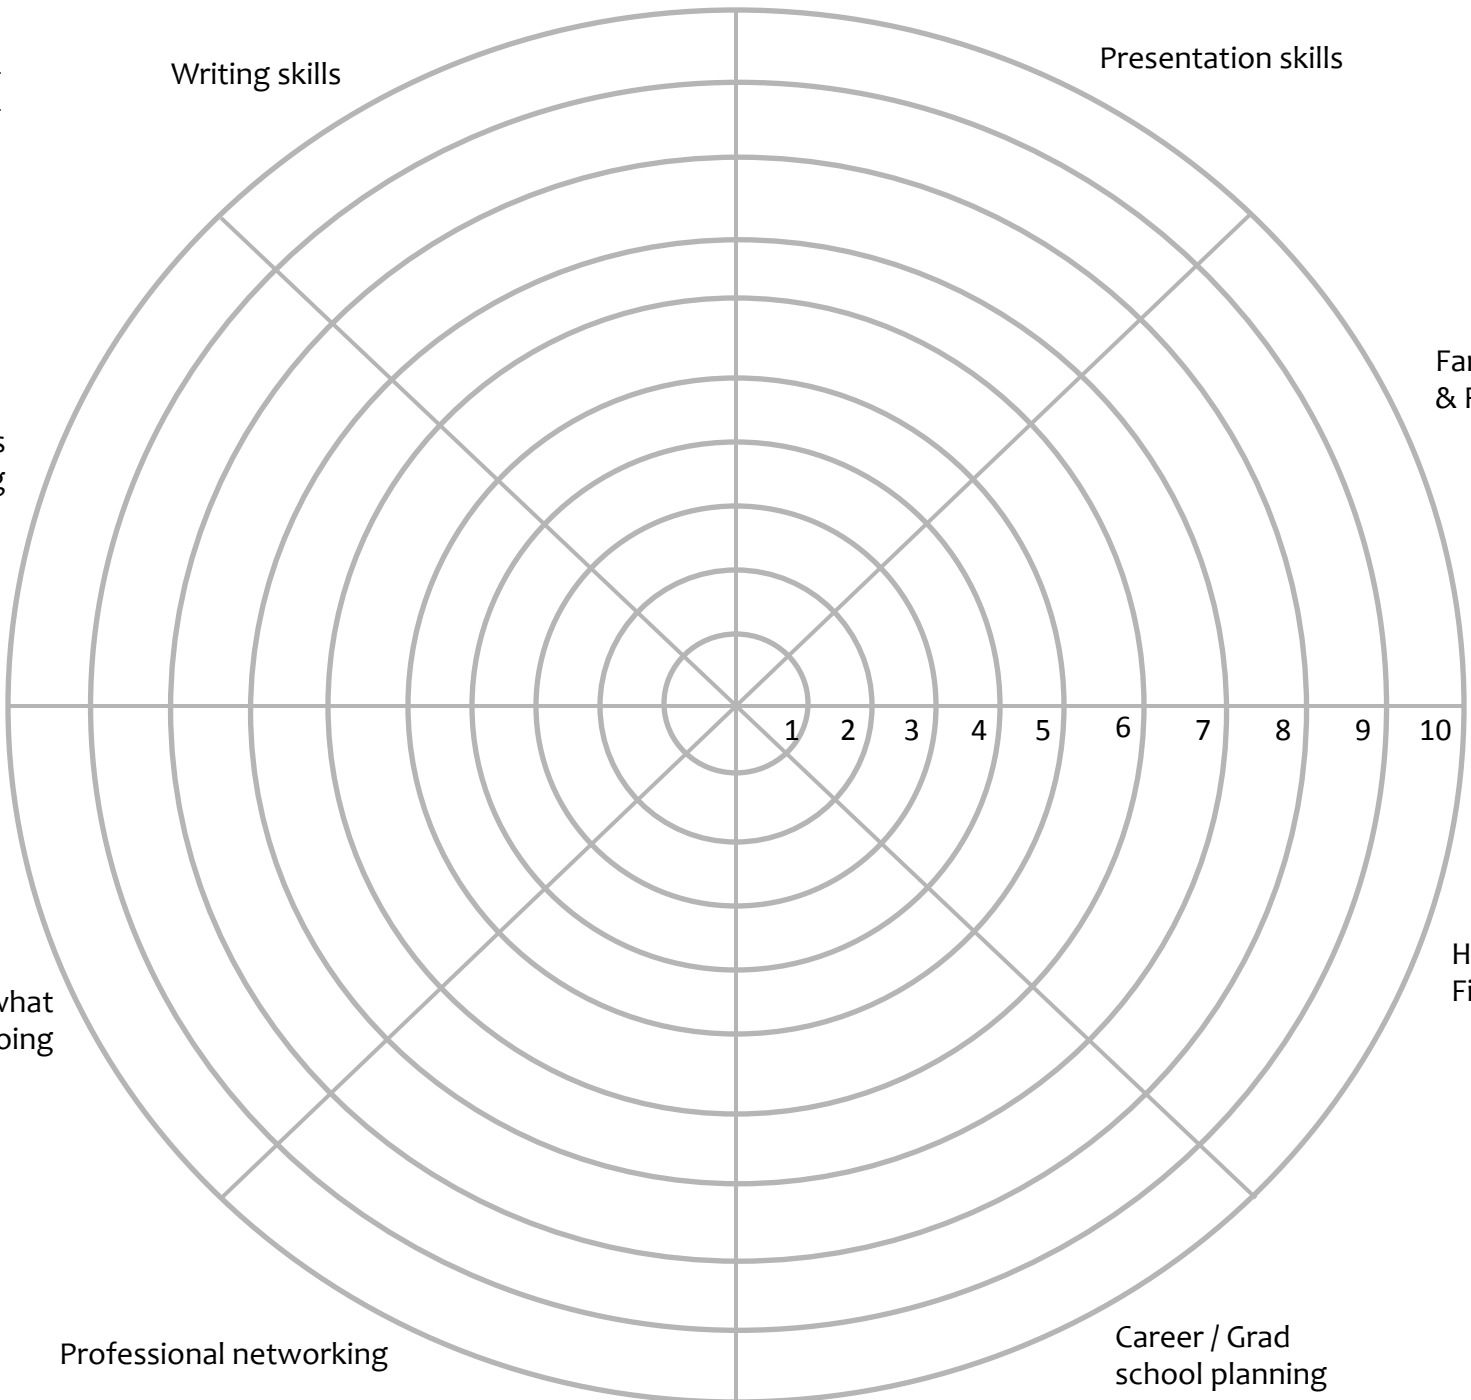 Writing skills
Presentation skills
& F
1 2 3 4 5 6 7 8 9 10
Professional networking
Career / Grad
school planning